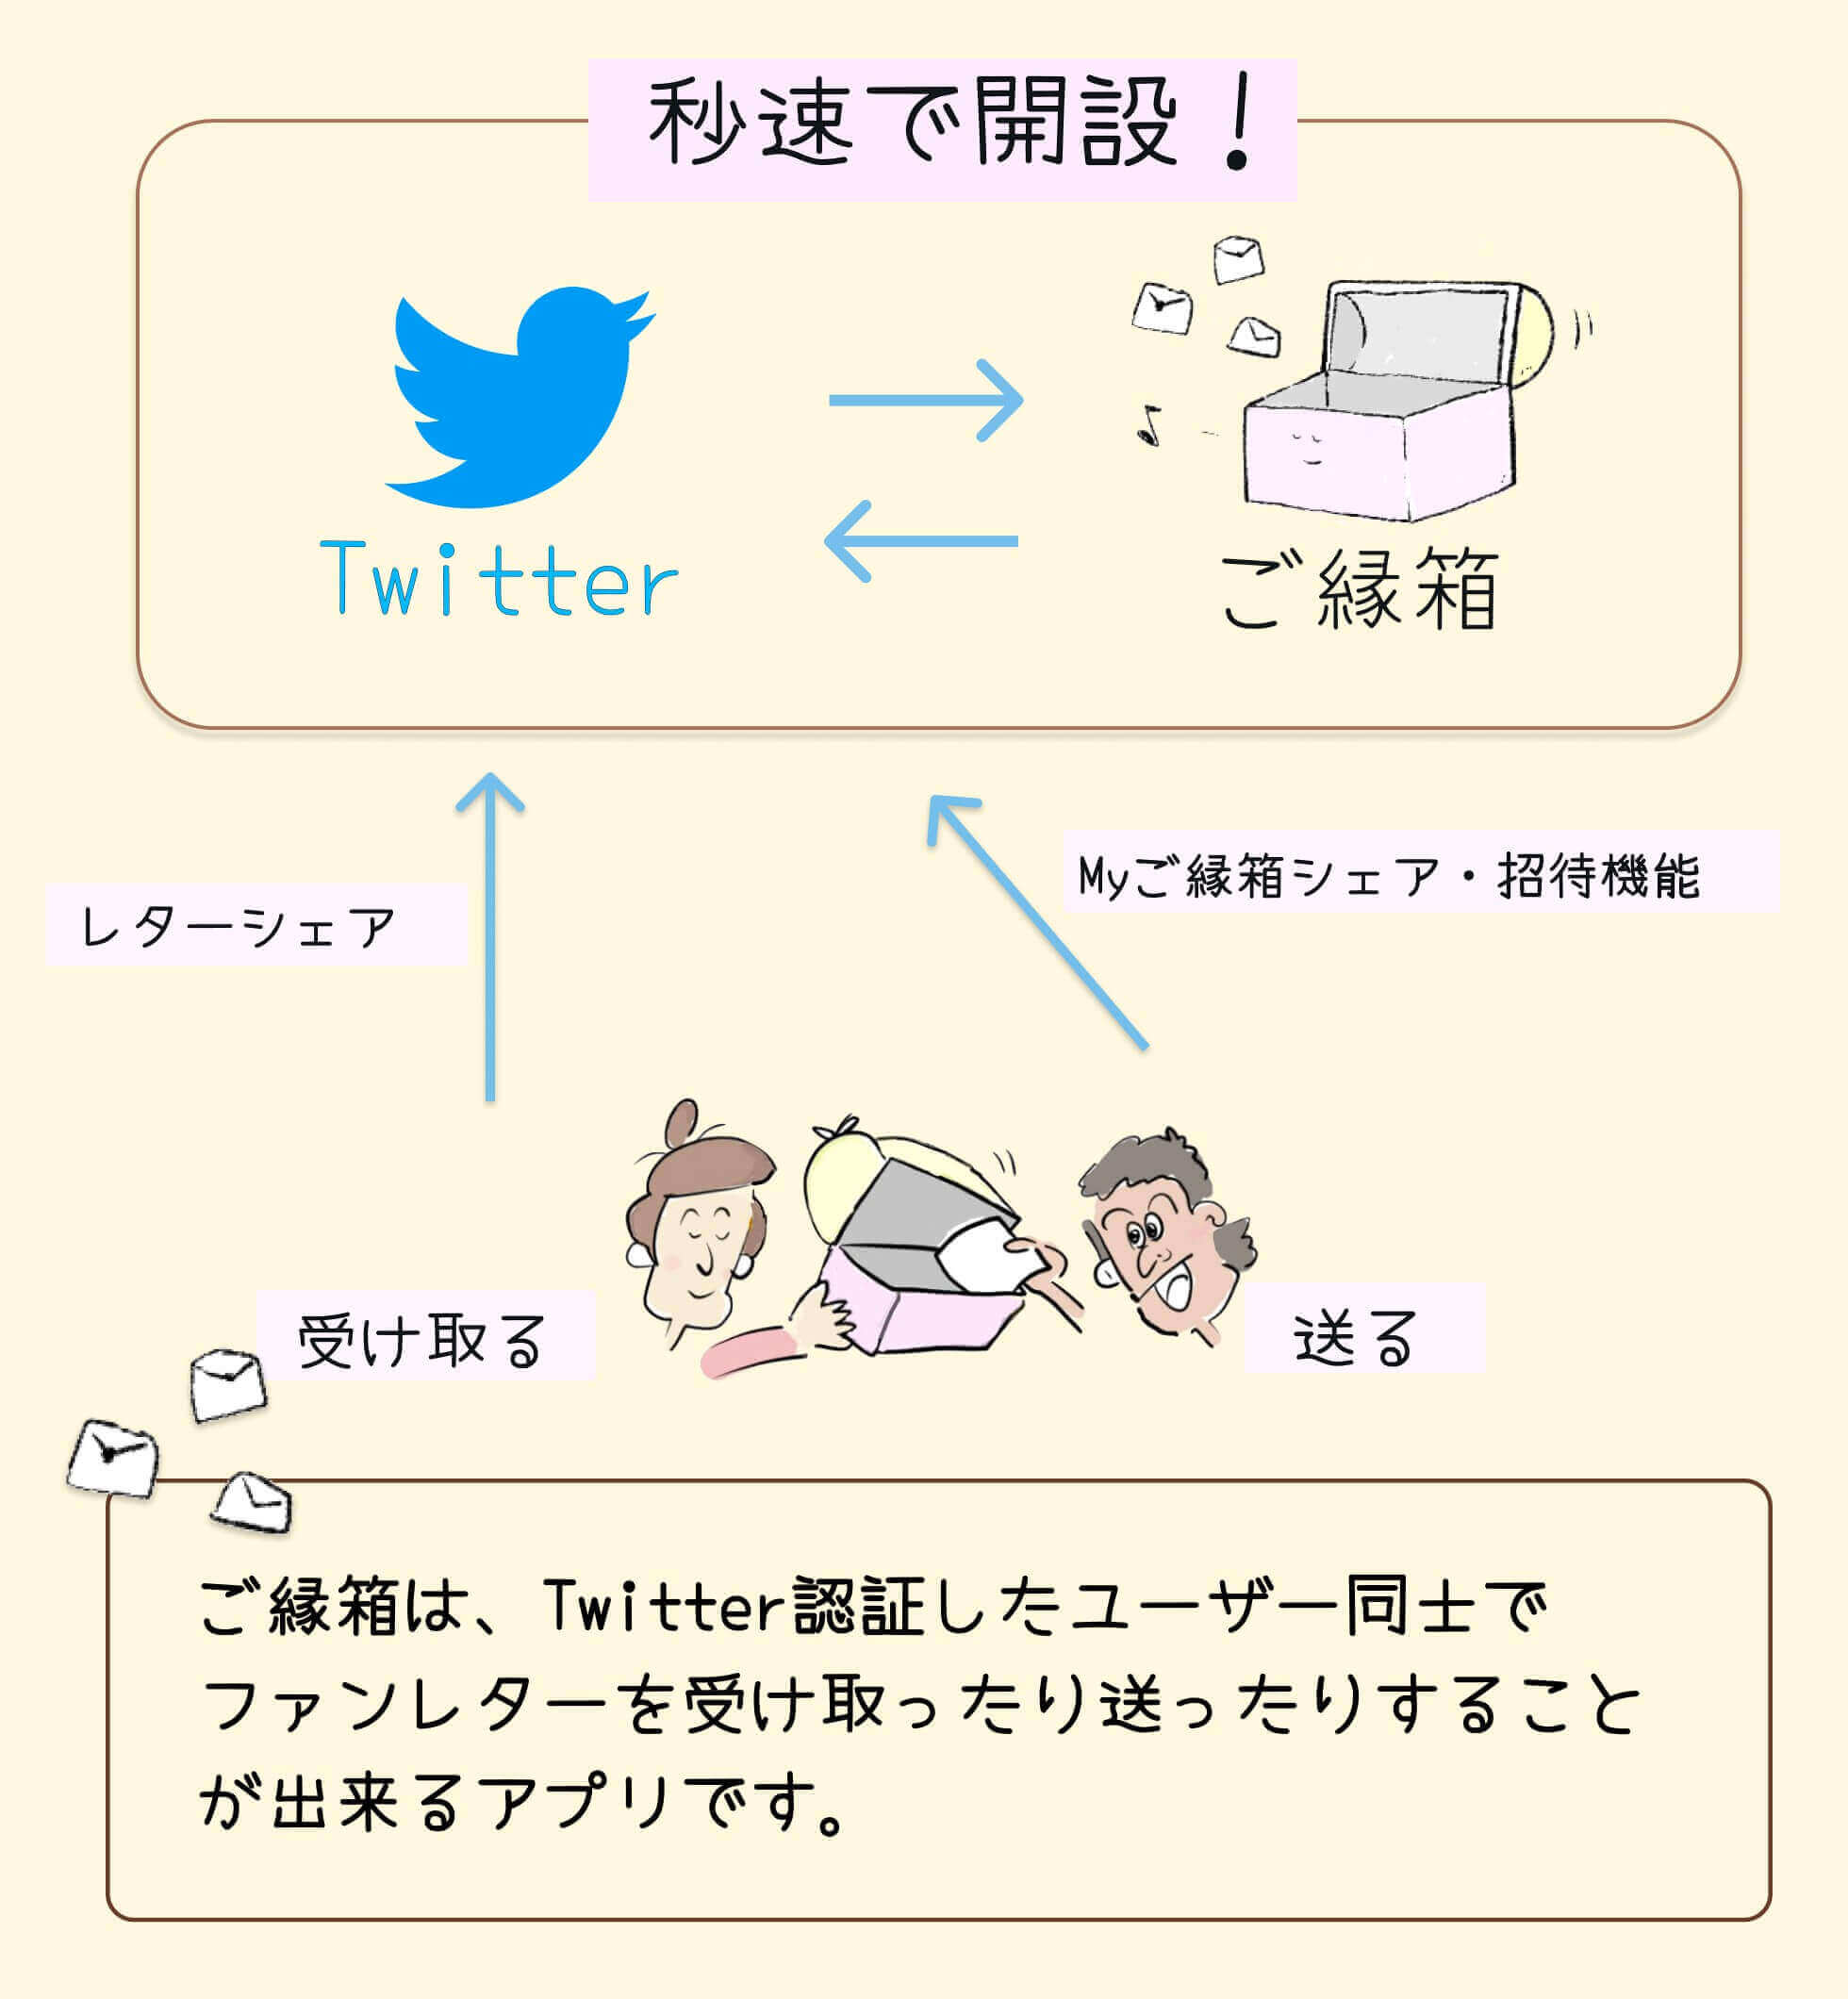 秒速で開設！
Twitter
ご縁箱
Myご縁箱シェア・招待機能
レターシェア
受け取る
送る
ご縁箱は、Twitter認証したユーザー同士で
ファンレターを受け取ったり送ったりすること
が出来るアプリです。